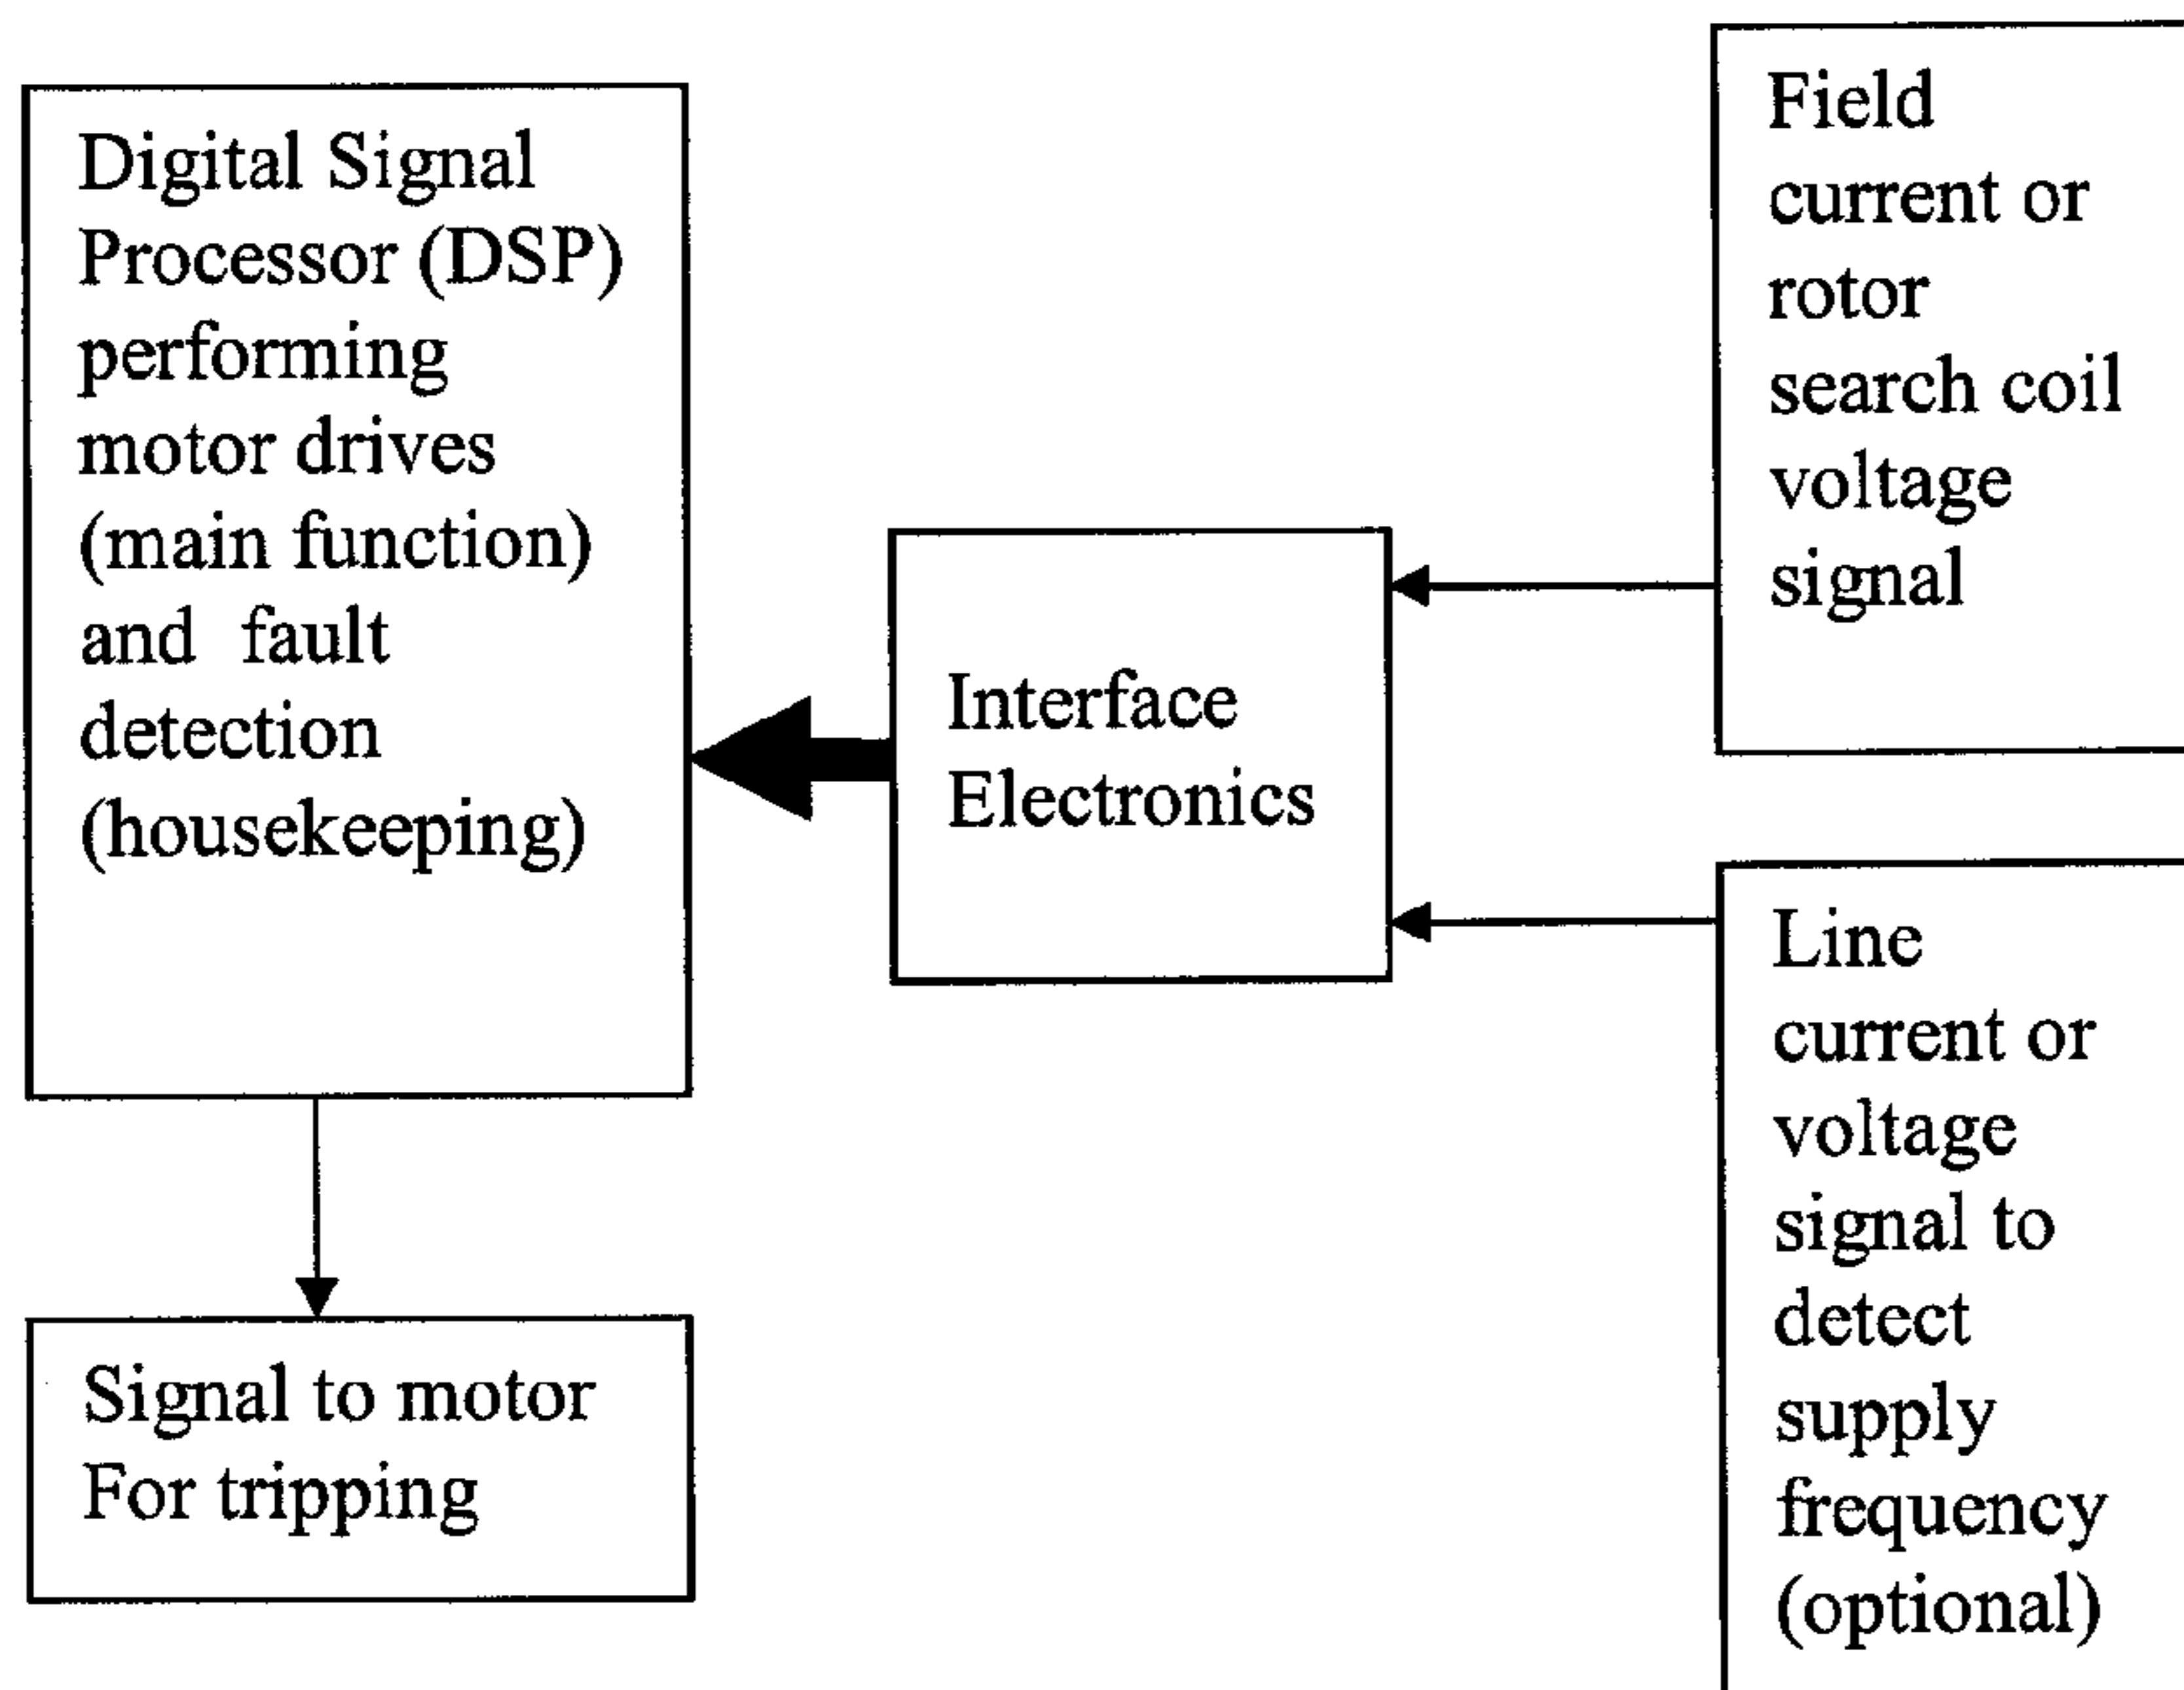 Digital Signal
Processor (DSP)
performing
motor drives
(main function)
and fault
detection
(housekeeping)
Interface
Electronics
Field
current or
rotor
search coil
voltage
signal
Line
current or
voltage
signal to
detect
supply
frequency
(optional)
Signal to motor
For tripping